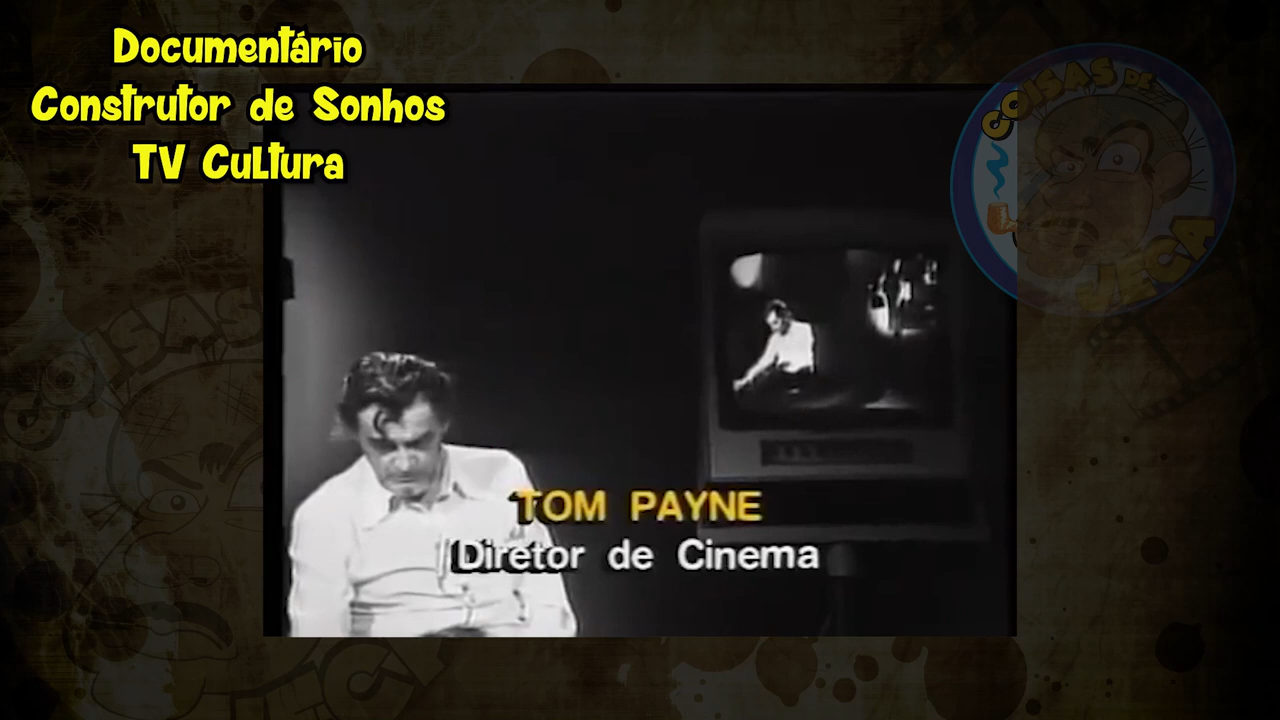 Documentário
Construtor de Sonhos
TV Cultura
COISAS DE
JECA
TOM PAYNE
Diretor de Cinema